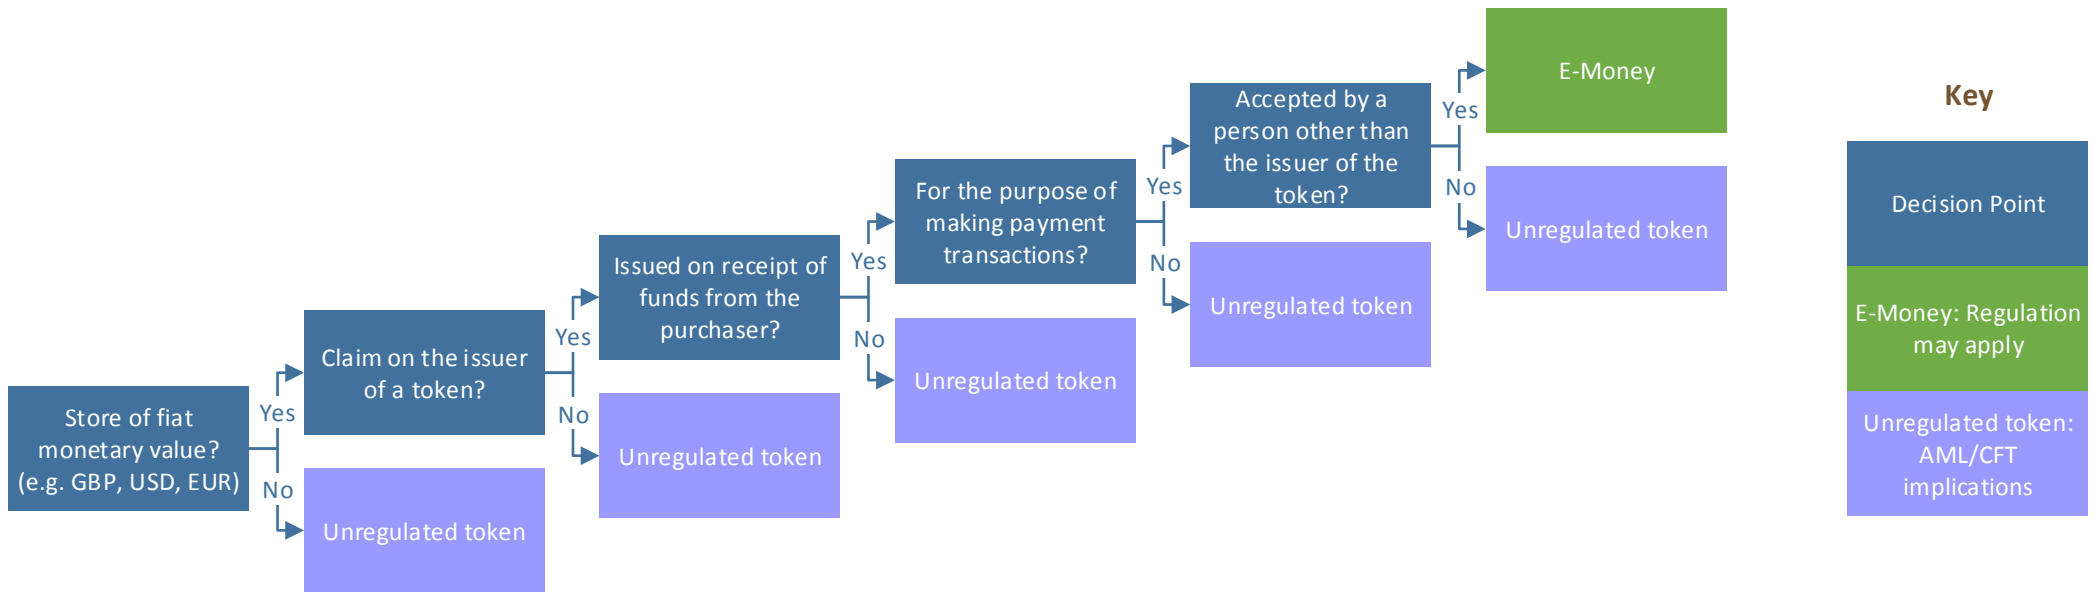 Store of fiat
monetary value?
(e.g. GBP, USD, EUR)
Yes
No
Unregulated token
Claim on the issuer
of a token?
Yes
No
Unregulated token
Issued on receipt of
funds from the
purchaser?
Yes
No
Unregulated token
For the purpose of
making payment
transactions?
Yes
No
Unregulated token
Accepted by a
person other than
the issuer of the
token?
Yes
No
E-Money
Unregulated token
Key
Decision Point
E-Money: Regulation
may apply
Unregulated token:
AML/CFT
implications